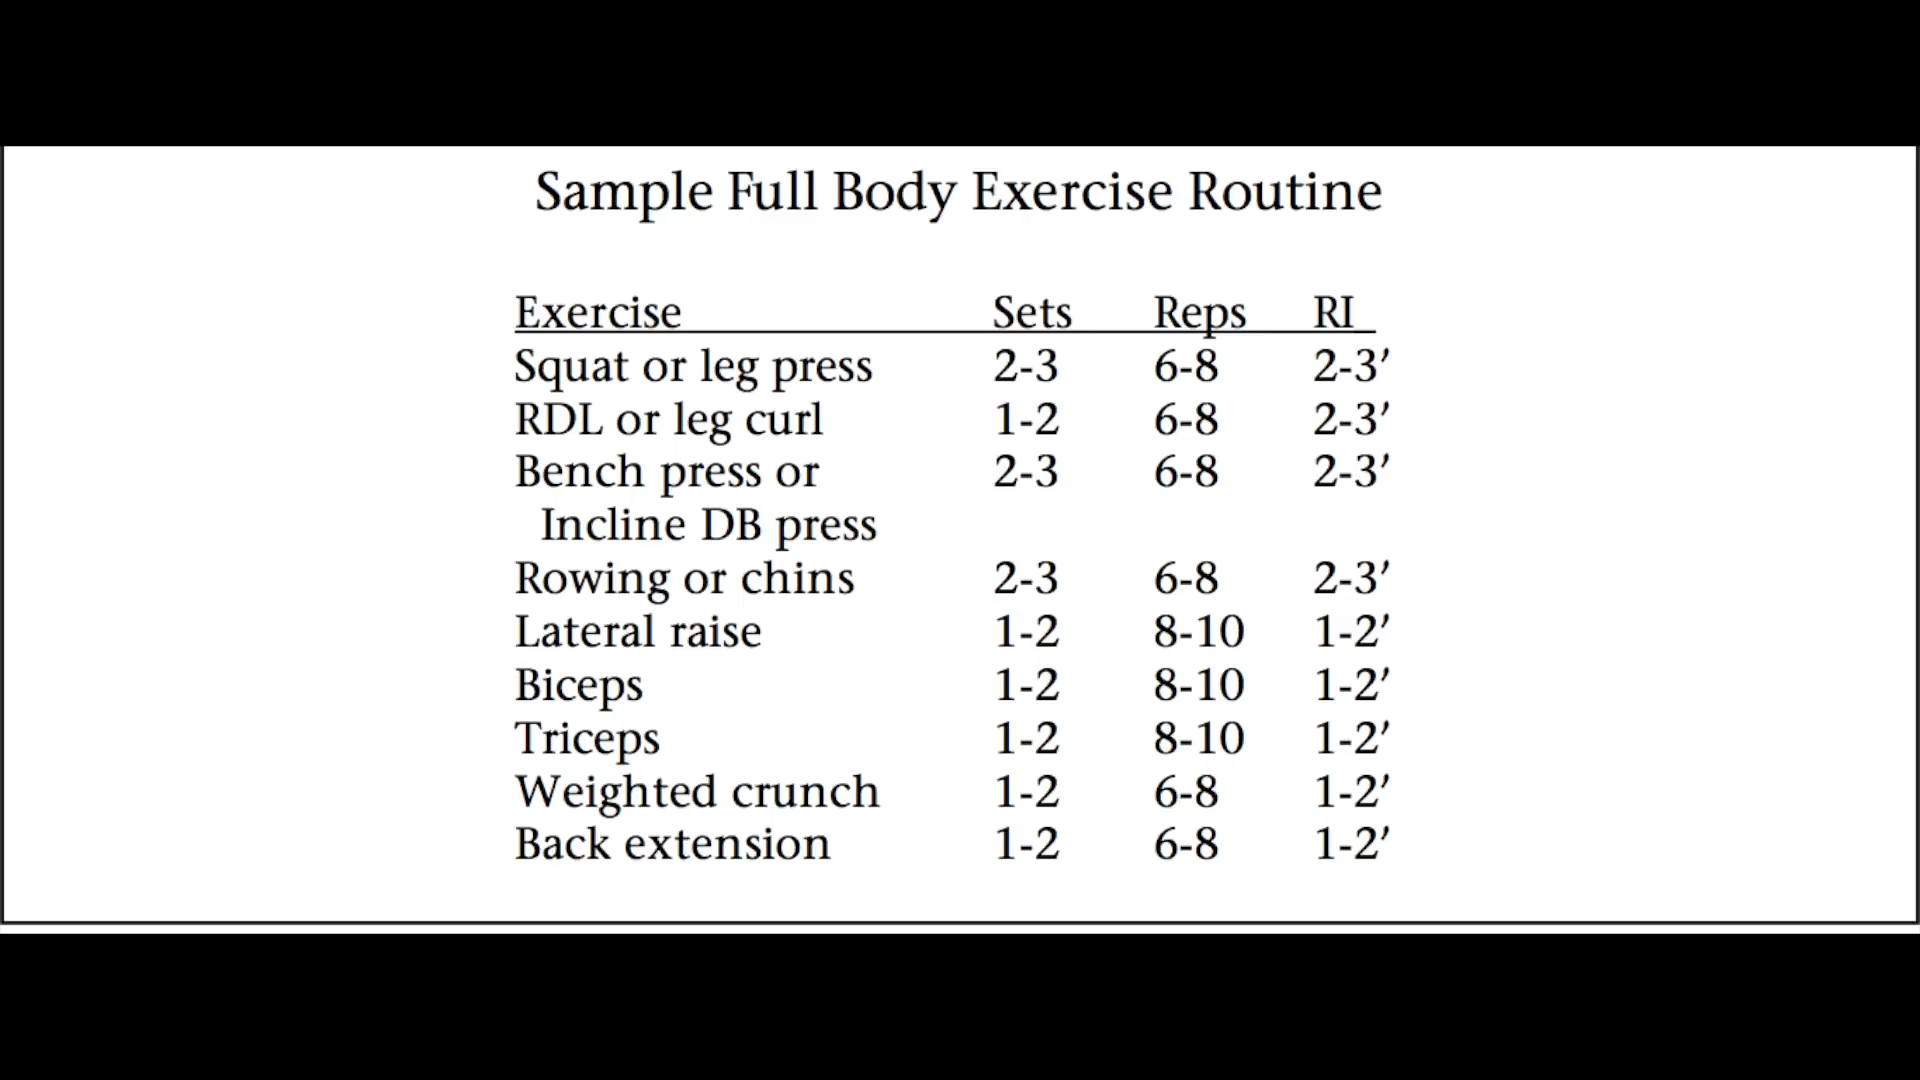 Sample Full Body Exercise Routine
Exercise Sets Reps RI
Squat or leg press 2-3 6-8 2-3′
RDL or leg curl 1-2 6-8 2-3′
Bench press or 2-3 6-8 2-3′
Incline DB press
Rowing or chins 2-3 6-8 2-3′
Lateral raise 1-2 8-10 1-2′
Biceps 1-2 8-10 1-2′
Triceps 1-2 8-10 1-2′
Weighted crunch 1-2 6-8 1-2′
Back extension 1-2 6-8 1-2′